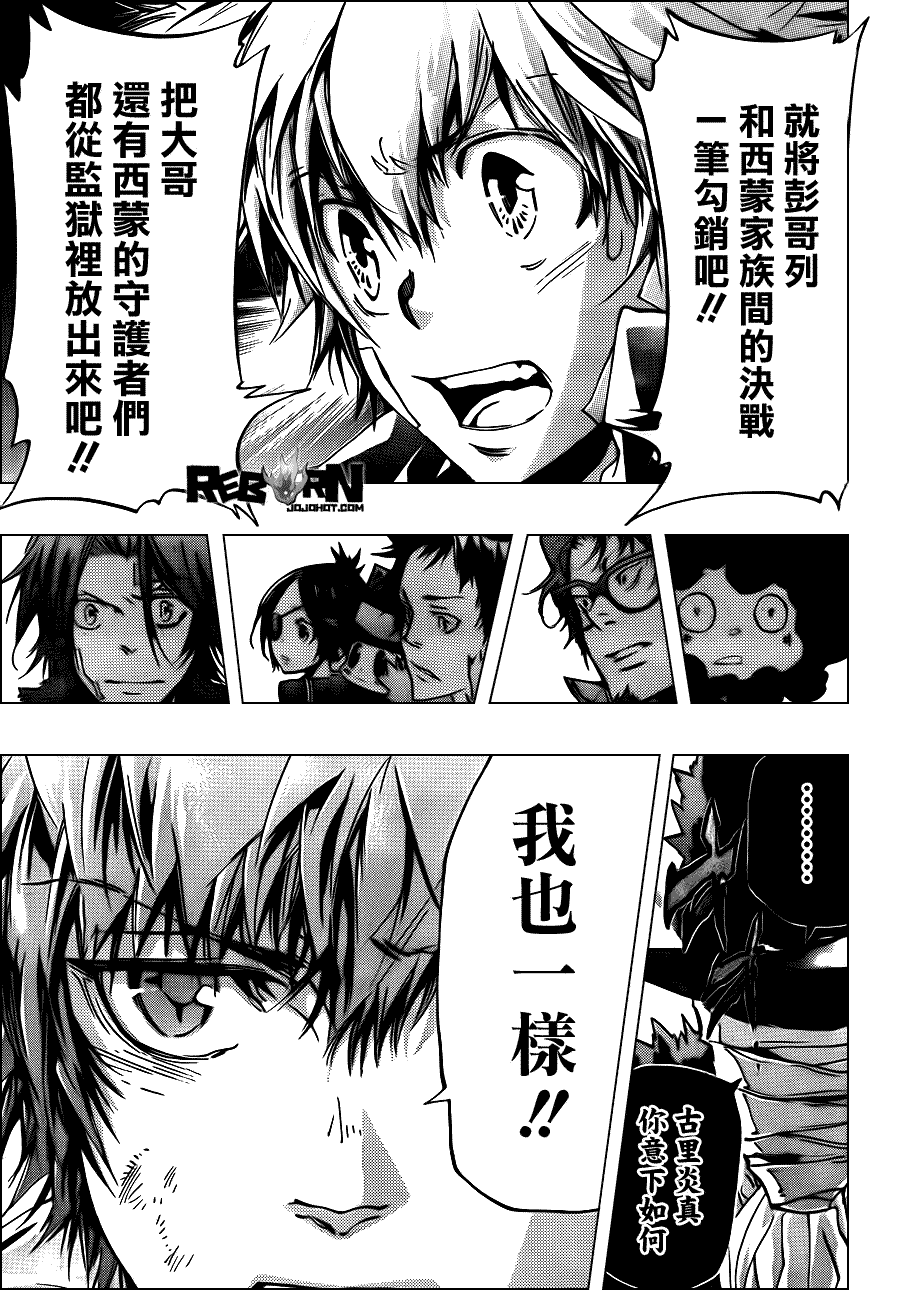 就將彭哥列
和西蒙家族間的決戰
一筆勾銷吧!!
把大哥
還有西蒙的守護者們
都從監獄裡放出來吧!!
REBORN
JOJOHOT.COM
………
古里炎真
你意下如何
我也一樣!!